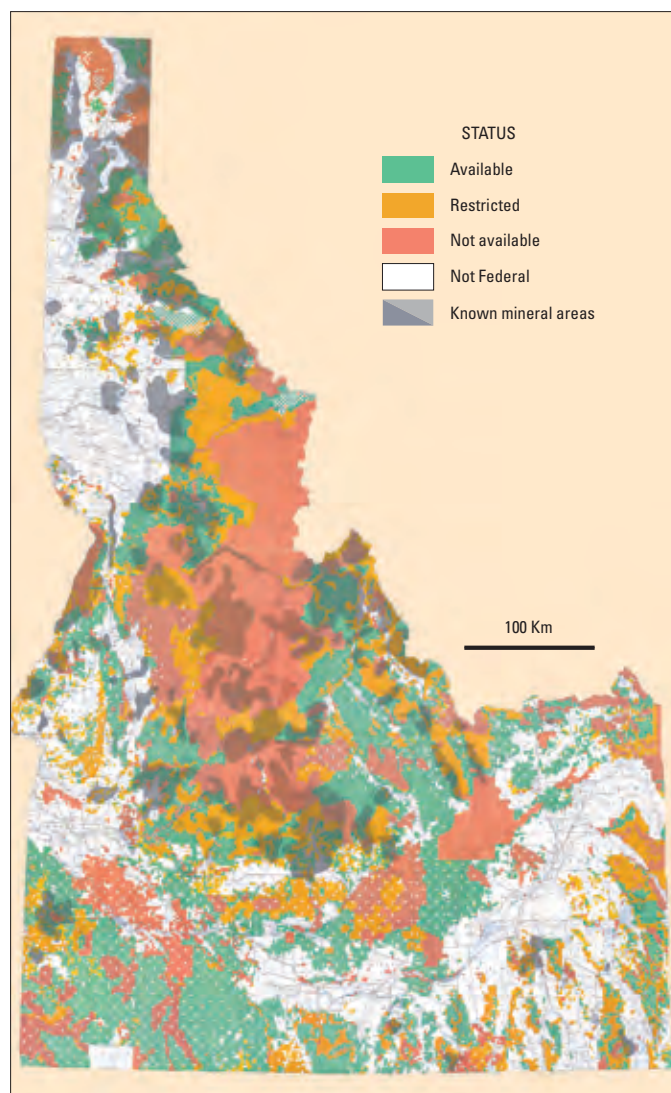 STATUS
Available
Restricted
Not available
Not Federal
Known mineral areas
100 Km